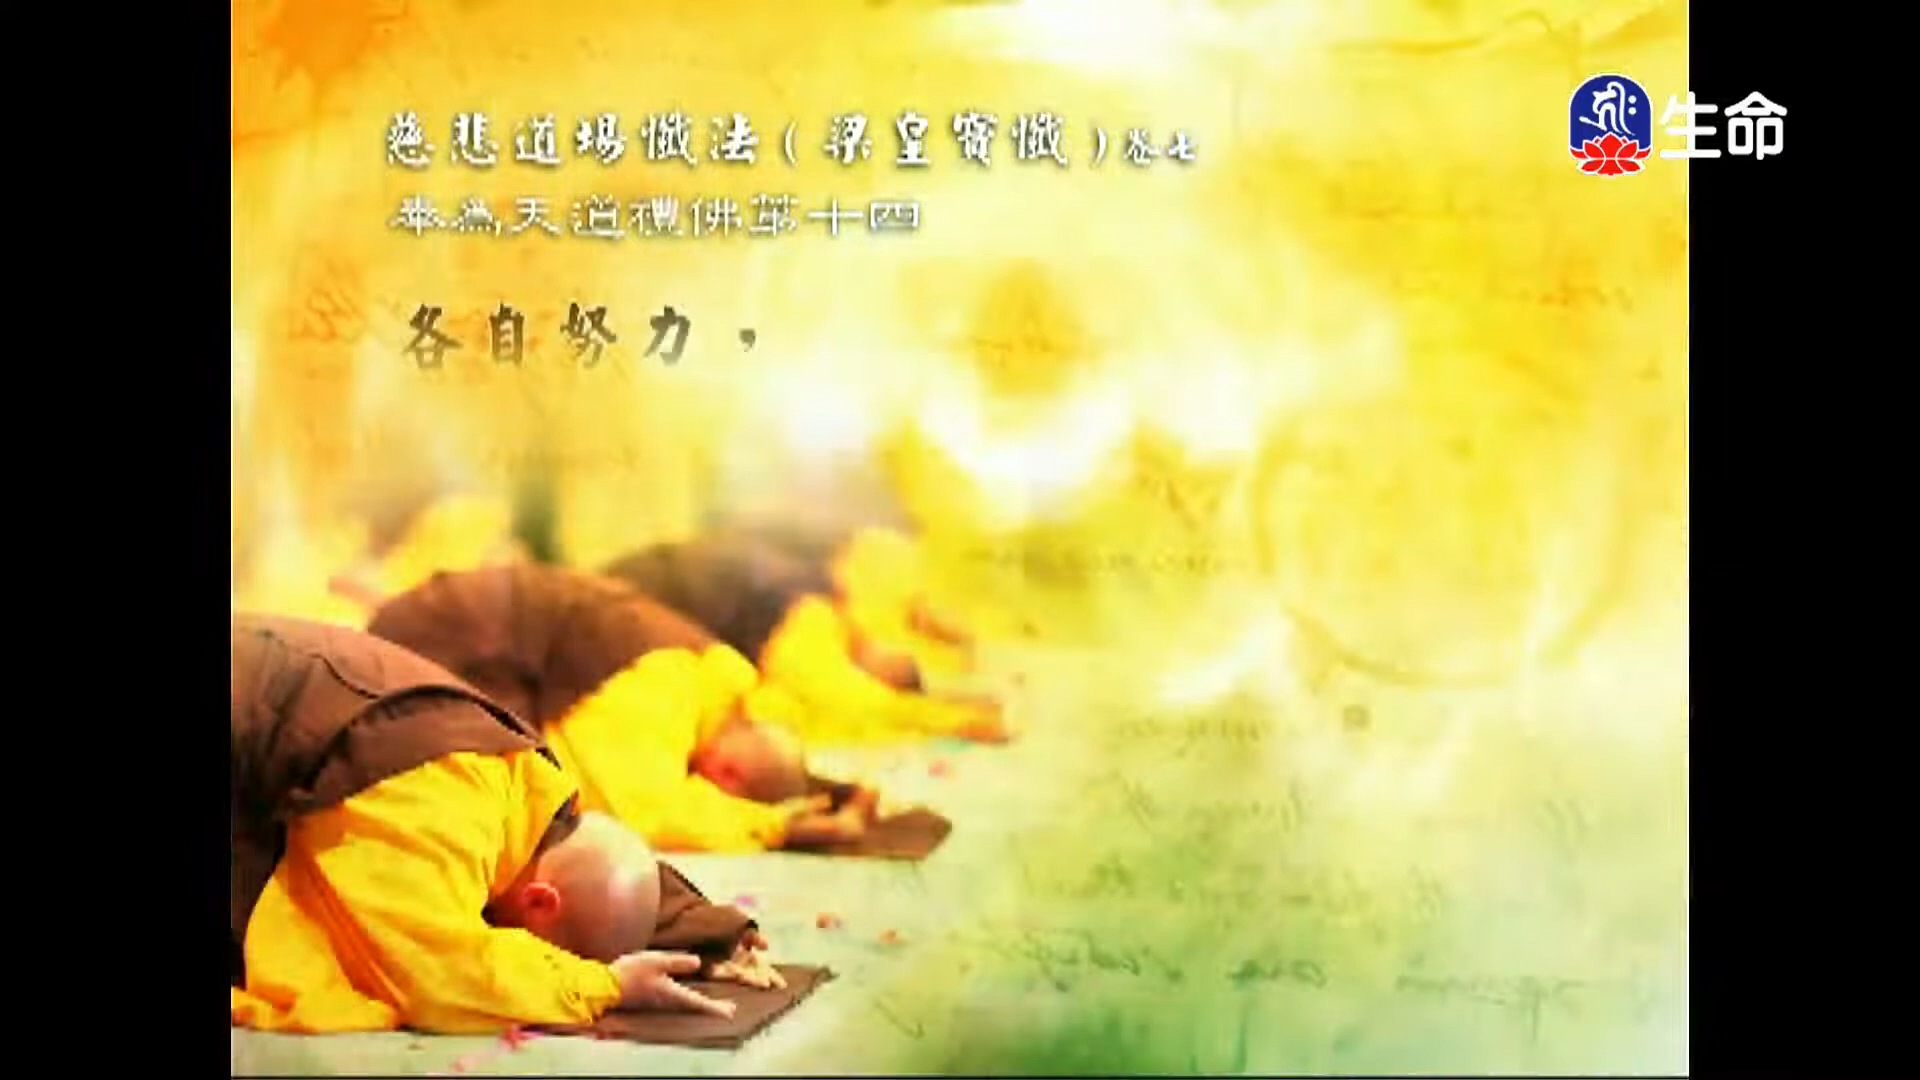 慈悲道場懺法(梁皇寶懺)卷七
奉為天道禮佛第十四
各自努力，
生命